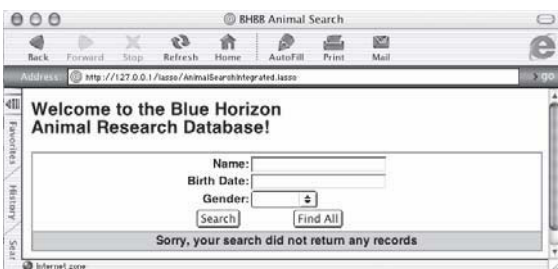 BHBB Animal Search
Back Forward Stop Refresh Home AutoFill Print Mail
Address: http://127.0.0.1/lasso/AnimalSearchIntegrated.lasso go
Favorites
History
Sear
Welcome to the Blue Horizon
Animal Research Database!
Name:
Birth Date:
Gender:
Search Find All
Sorry, your search did not return any records
Internet zone